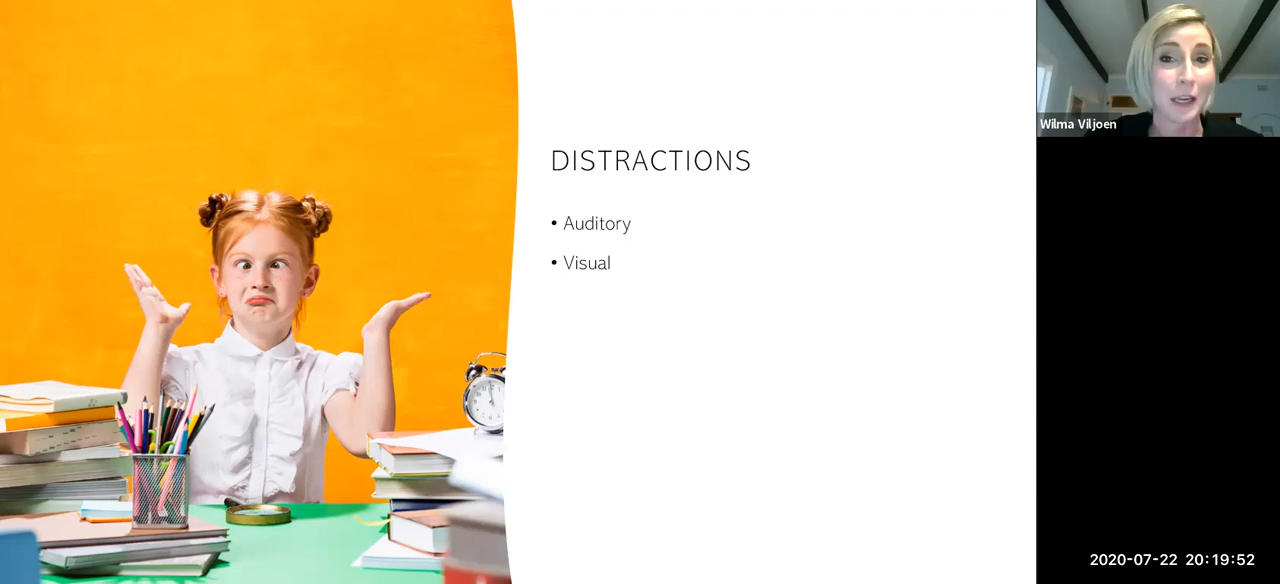 DISTRACTIONS
• Auditory
• Visual
Wilma Viljoen
2020-07-22 20:19:52